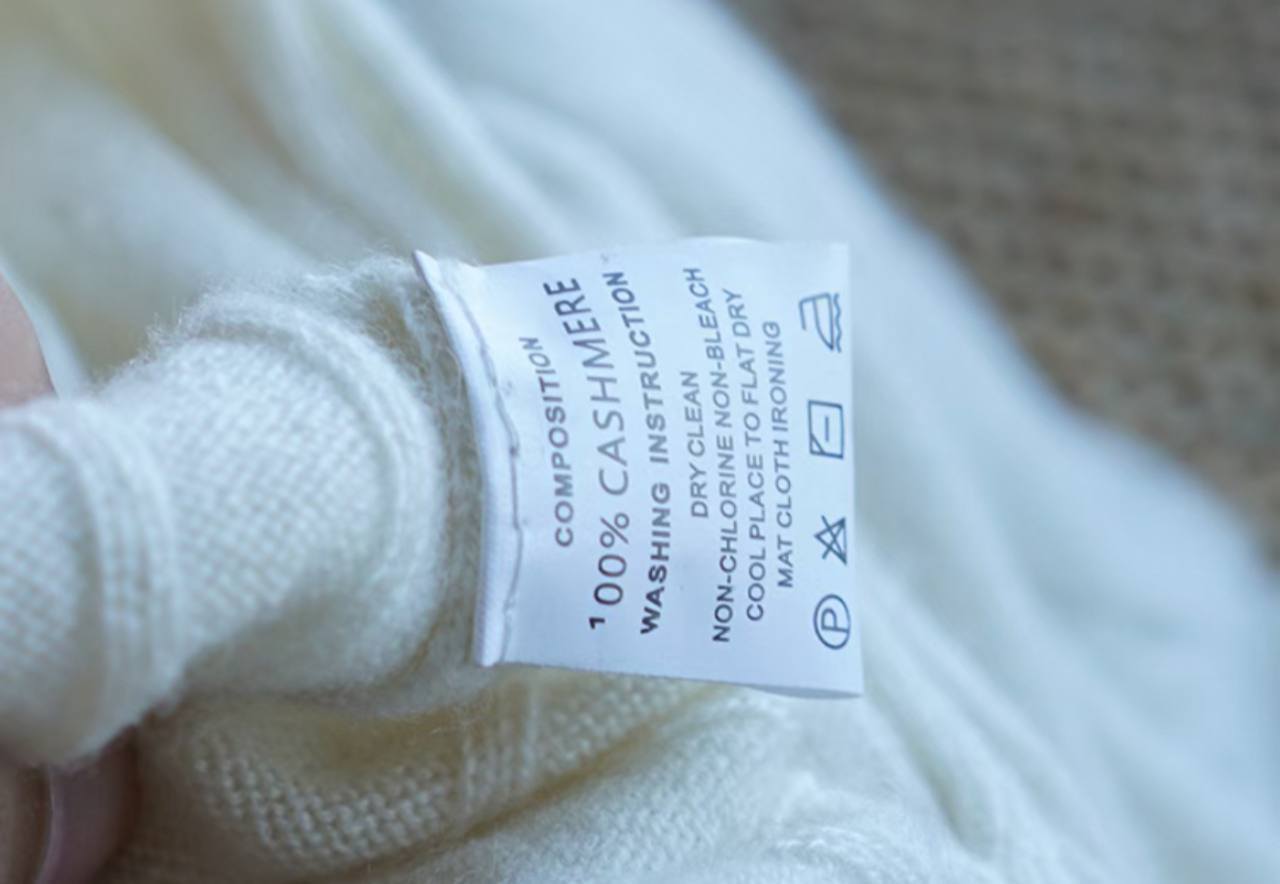 COMPOSITION
100% CASHMERE
WASHING INSTRUCTION
DRY CLEAN
NON-CHLORINE NON-BLEACH
COOL PLACE TO FLAT DRY
MAT CLOTH IRONING
P